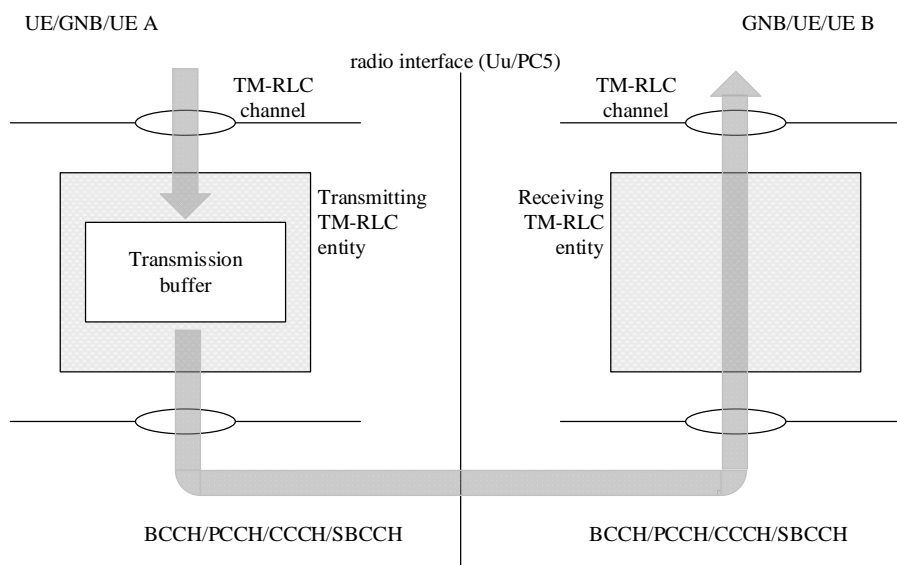 UE/GNB/UE A
GNB/UE/UE B
radio interface (Uu/PC5)
TM-RLC
channel
TM-RLC
channel
Transmitting
TM-RLC
entity
Receiving
TM-RLC
entity
Transmission
buffer
BCCH/PCCH/CCCH/SBCCH
BCCH/PCCH/CCCH/SBCCH